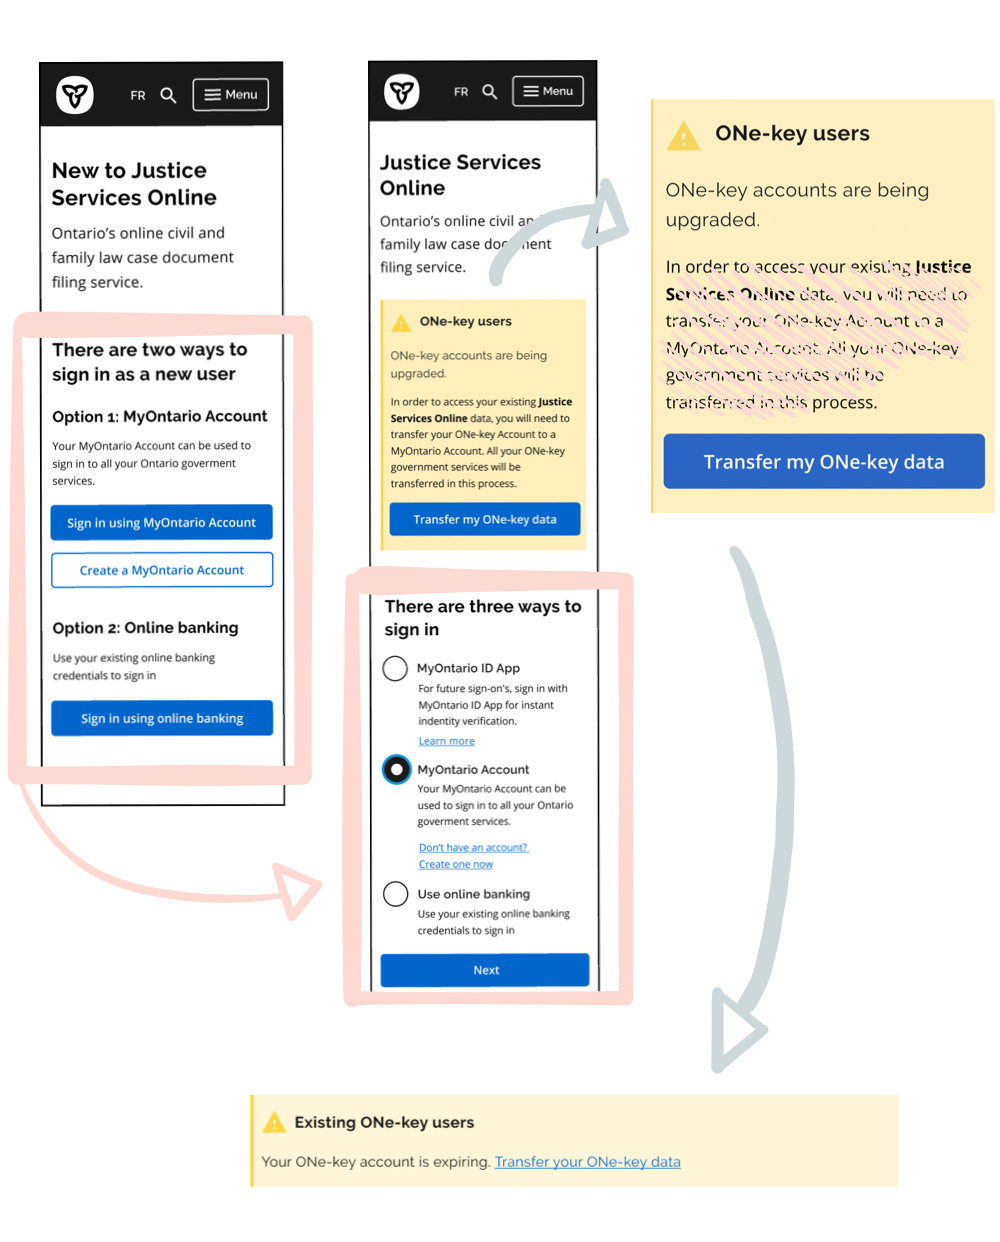 FR
Menu
New to Justice
Services Online
Ontario's online civil and
family law case document
filing service.
There are two ways to
sign in as a new user
Option 1: MyOntario Account
Your MyOntario Account can be used to
sign in to all your Ontario goverment
services.
Sign in using MyOntario Account
Create a MyOntario Account
Option 2: Online banking
Use your existing online banking
credentials to sign in
Sign in using online banking
FR
Menu
Justice Services
Online
Ontario's online civil and
family law case document
filing service.
ONe-key users
ONe-key accounts are being
upgraded.
In order to access your existing Justice
Services Online data, you will need to
transfer your ONe-key Account to a
MyOntario Account. All your ONe-key
government services will be
transferred in this process.
Transfer my ONe-key data
There are three ways to
sign in
MyOntario ID App
For future sign-on's, sign in with
MyOntario ID App for instant
indentity verification.
Learn more
MyOntario Account
Your MyOntario Account can be
used to sign in to all your Ontario
goverment services.
Don't have an account?
Create one now
Use online banking
Use your existing online banking
credentials to sign in
Next
ONe-key users
ONe-key accounts are being
upgraded.
In order to access your existing Justice
Services Online data, you will need to
transfer your ONe-key Account to a
MyOntario Account. All your ONe-key
government services will be
transferred in this process.
Transfer my ONe-key data
Existing ONe-key users
Your ONe-key account is expiring. Transfer your ONe-key data